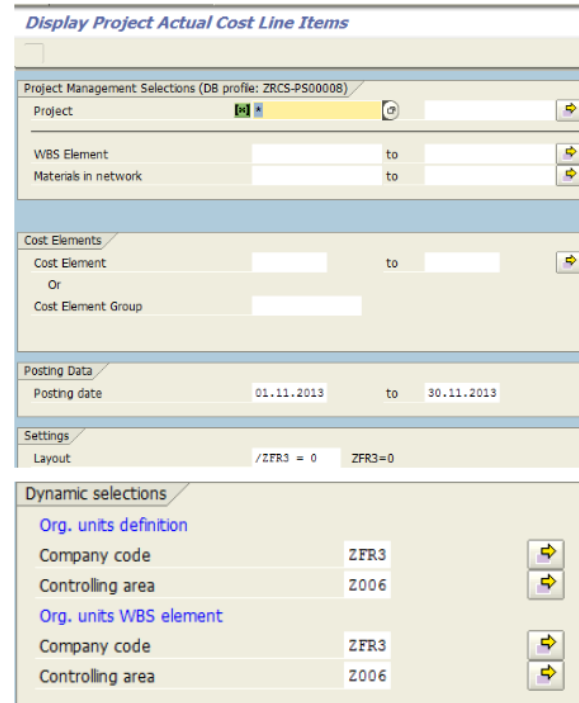 Display Project Actual Cost Line Items
Project Management Selections (DB profile: ZRCS-PS00008)
Project *
WBS Element to
Materials in network to
Cost Elements
Cost Element to
Or
Cost Element Group
Posting Data
Posting date 01.11.2013 to 30.11.2013
Settings
Layout /ZFR3 = 0 ZFR3=0
Dynamic selections
Org. units definition
Company code ZFR3
Controlling area Z006
Org. units WBS element
Company code ZFR3
Controlling area Z006